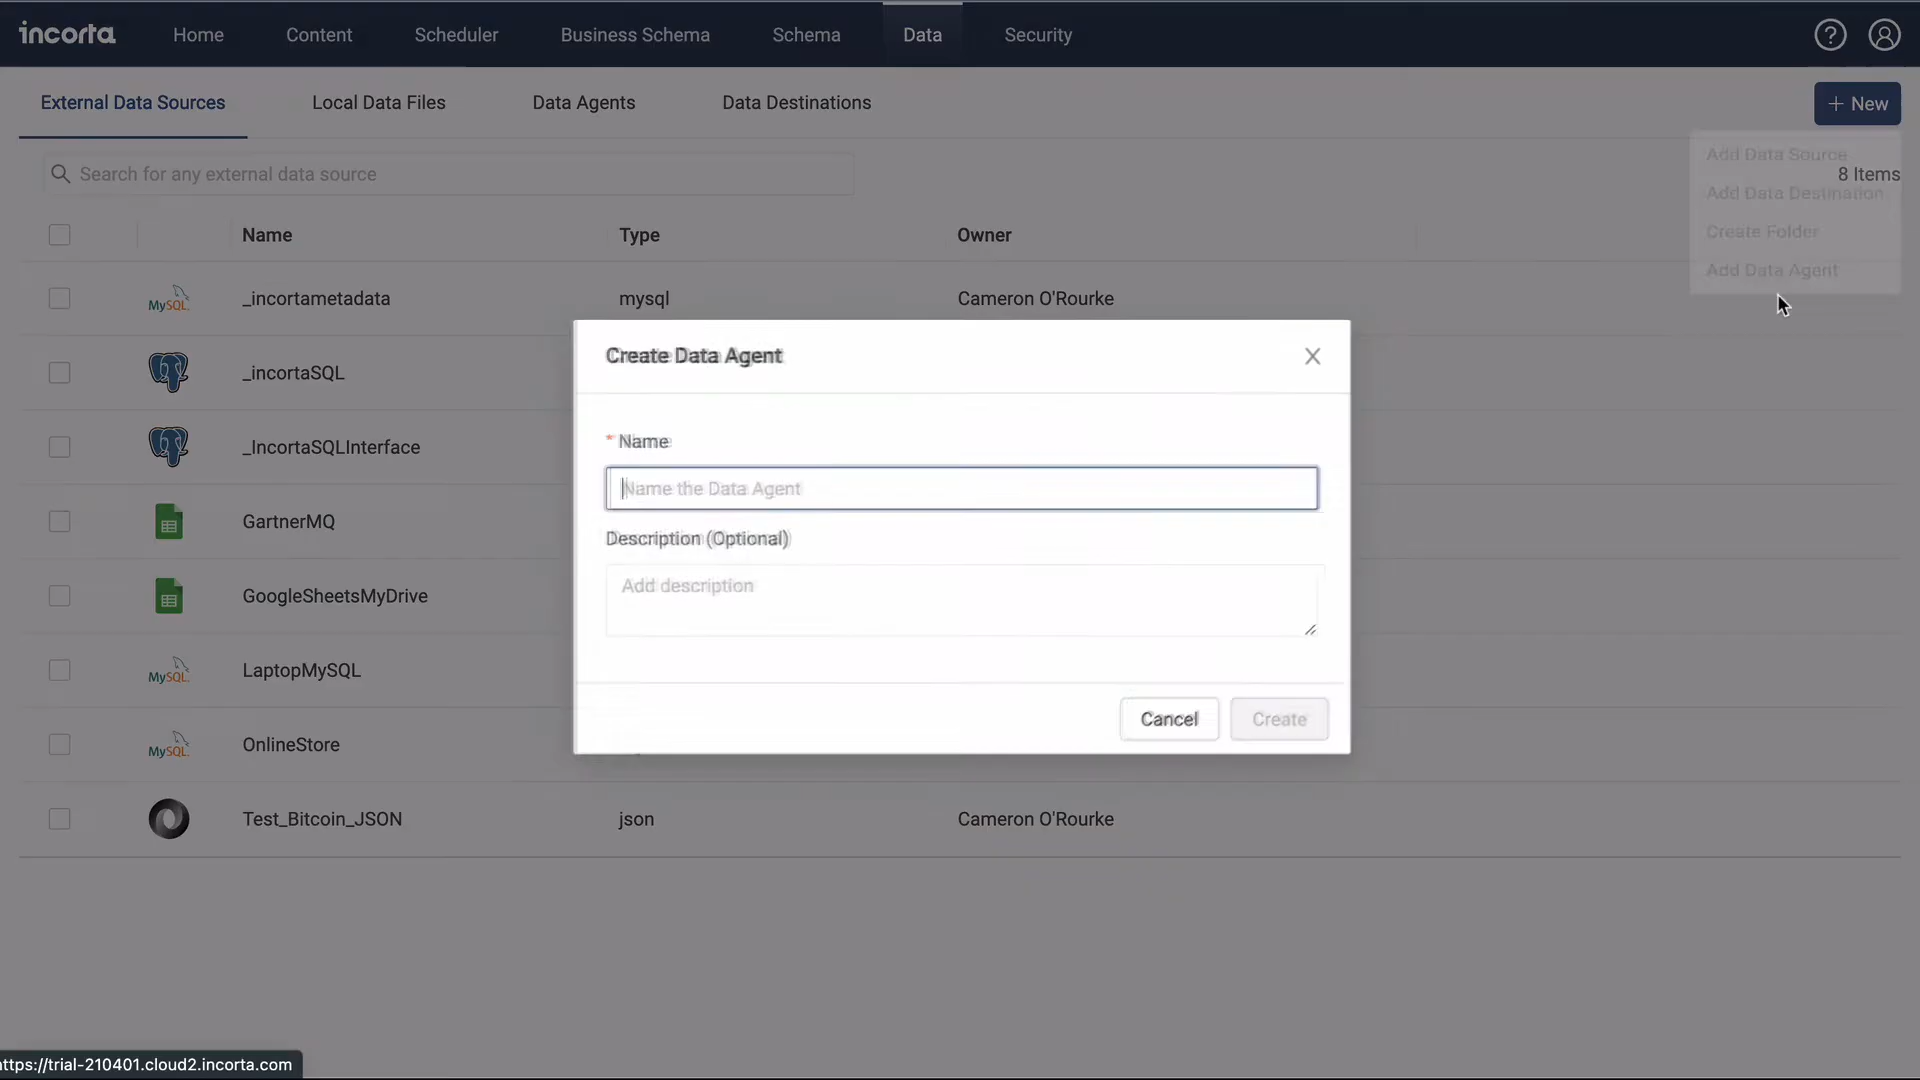 incorta
Home
Content
Scheduler
Business Schema
Schema
Data
Security
External Data Sources
Local Data Files
Data Agents
Data Destinations
+ New
Search for any external data source
Add Data Source
8 Items
Add Data Destination
Create Folder
Add Data Agent
Name
Type
Owner
MySQL
_incortametadata
mysql
Cameron O'Rourke
_incortaSQL
_IncortaSQLInterface
GartnerMQ
GoogleSheetsMyDrive
MySQL
LaptopMySQL
MySQL
OnlineStore
Test_Bitcoin_JSON
json
Cameron O'Rourke
Create Data Agent
* Name
Name the Data Agent
Description (Optional)
Add description
Cancel
Create
https://trial-210401.cloud2.incorta.com